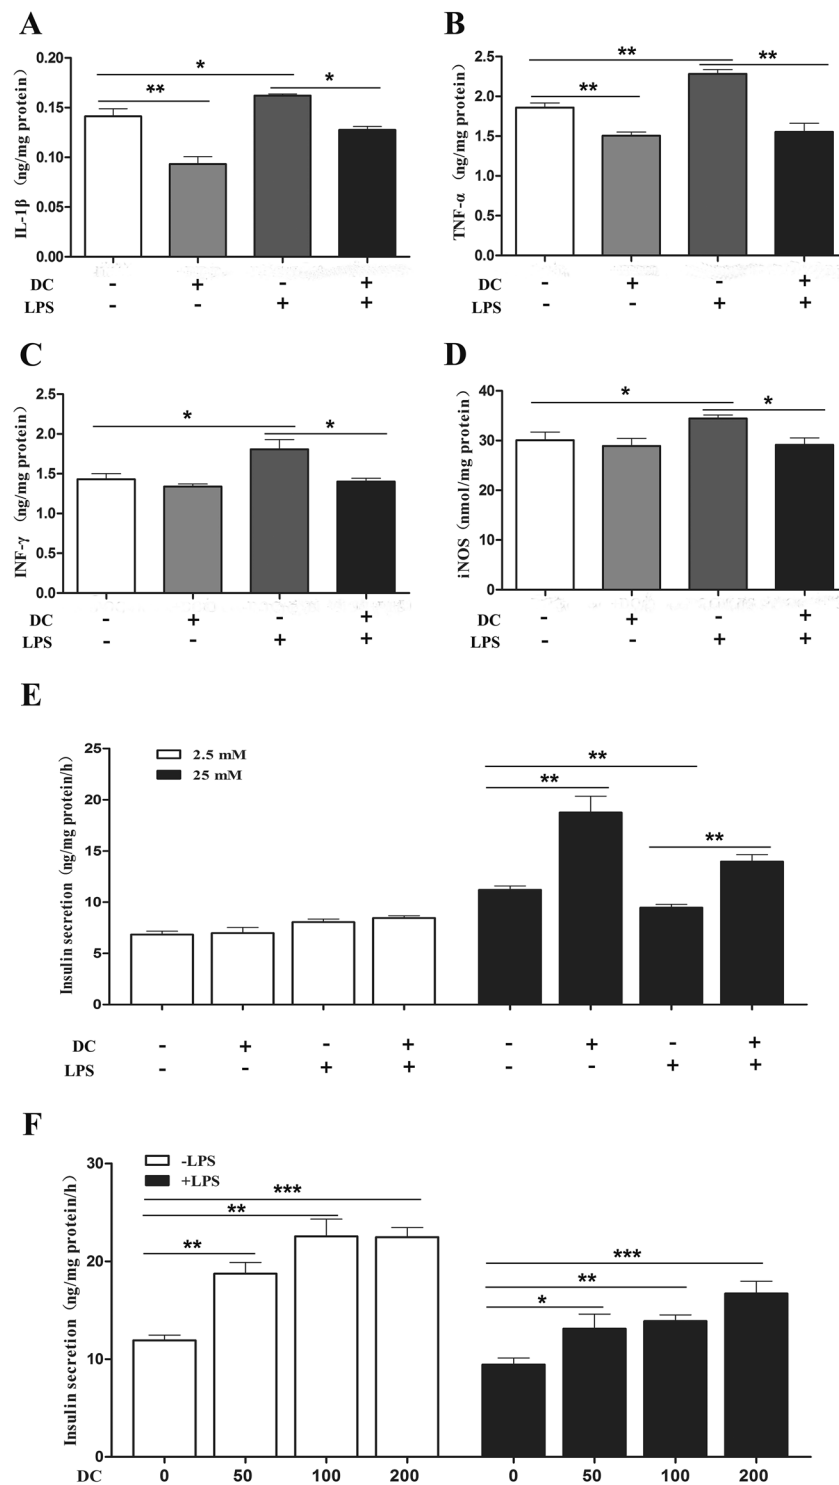 A
IL-1β (ng/mg protein)
0.20
0.15
0.10
0.05
0.00
*
**
*
DC - + - +
LPS - - + +
B
TNF-α (ng/mg protein)
2.5
2.0
1.5
1.0
0.5
0.0
**
**
**
DC - + - +
LPS - - + +
C
INF-γ (ng/mg protein)
2.5
2.0
1.5
1.0
0.5
0.0
*
*
DC - + - +
LPS - - + +
D
iNOS (nmol/mg protein)
40
30
20
10
0
*
*
DC - + - +
LPS - - + +
E
Insulin secretion (ng/mg protein/h)
25
20
15
10
5
0
2.5 mM
25 mM
**
**
**
DC - + - + - + - +
LPS - - + + - - + +
F
Insulin secretion (ng/mg protein/h)
30
20
10
0
-LPS
+LPS
***
**
**
***
**
*
DC 0 50 100 200 0 50 100 200